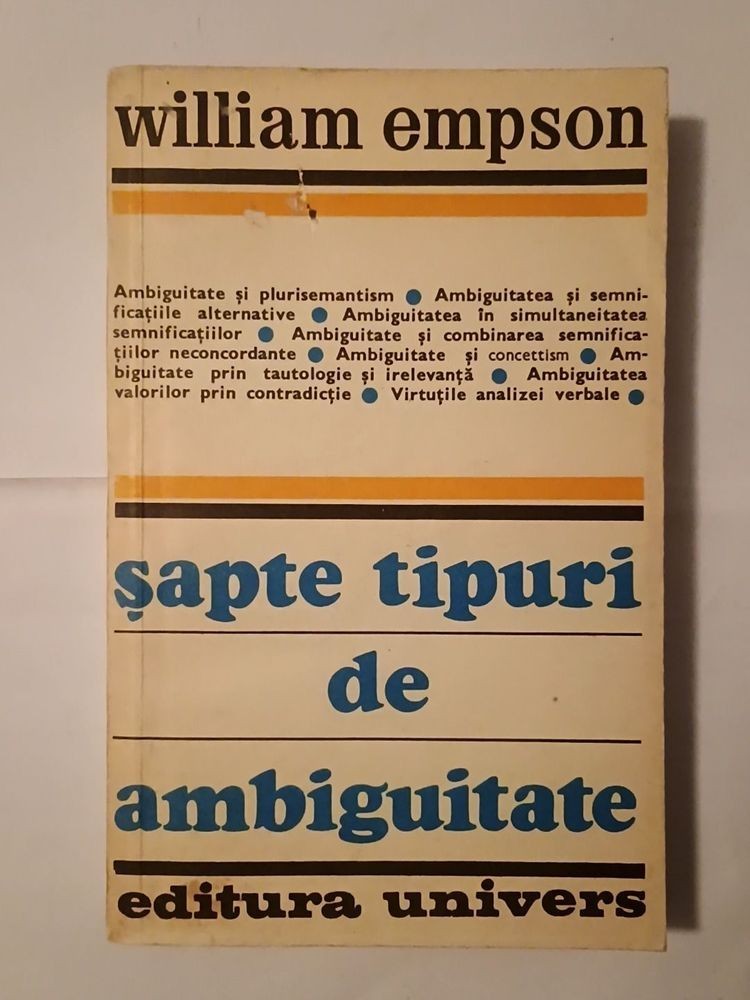 william empson
Ambiguitate și plurisemantism ● Ambiguitatea și semni-
ficațiile alternative ● Ambiguitatea în simultaneitatea
semnificațiilor ● Ambiguitate și combinarea semnifica-
țiilor neconcordante ● Ambiguitate și concettism ● Am-
biguitate prin tautologie și irelevanță ● Ambiguitatea
valorilor prin contradicție ● Virtuțile analizei verbale ●
șapte tipuri
de
ambiguitate
editura univers